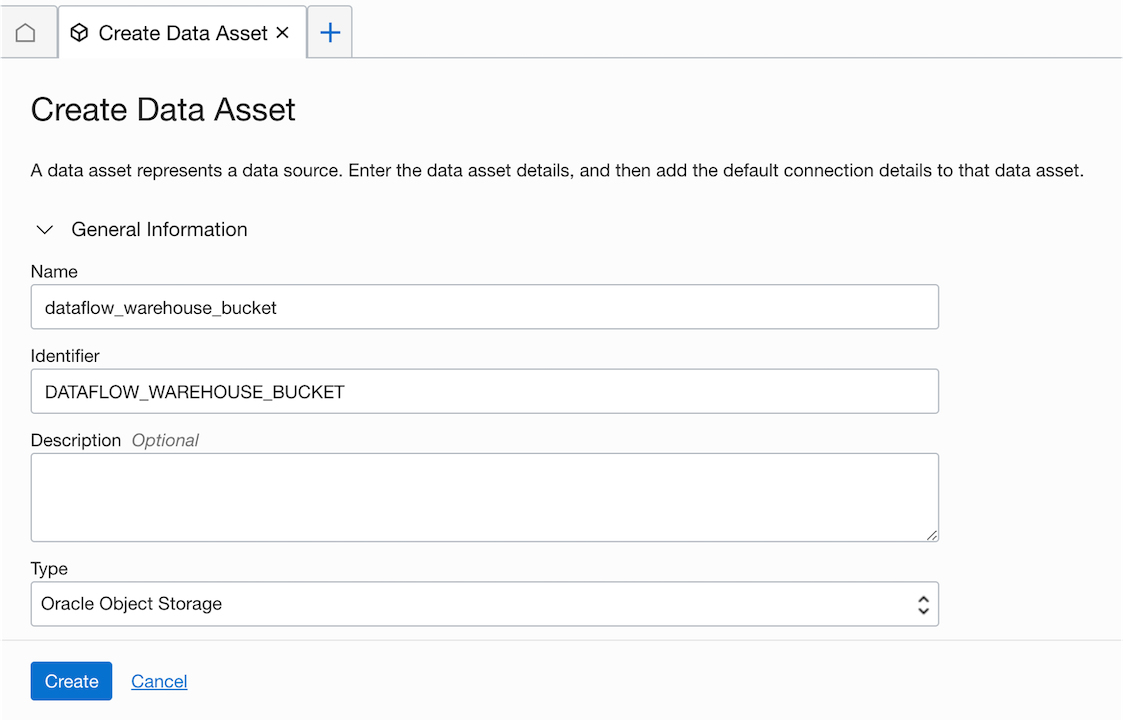 Create Data Asset
Create Data Asset
A data asset represents a data source. Enter the data asset details, and then add the default connection details to that data asset.
General Information
Name
dataflow_warehouse_bucket
Identifier
DATAFLOW_WAREHOUSE_BUCKET
Description Optional
Type
Oracle Object Storage
Create Cancel